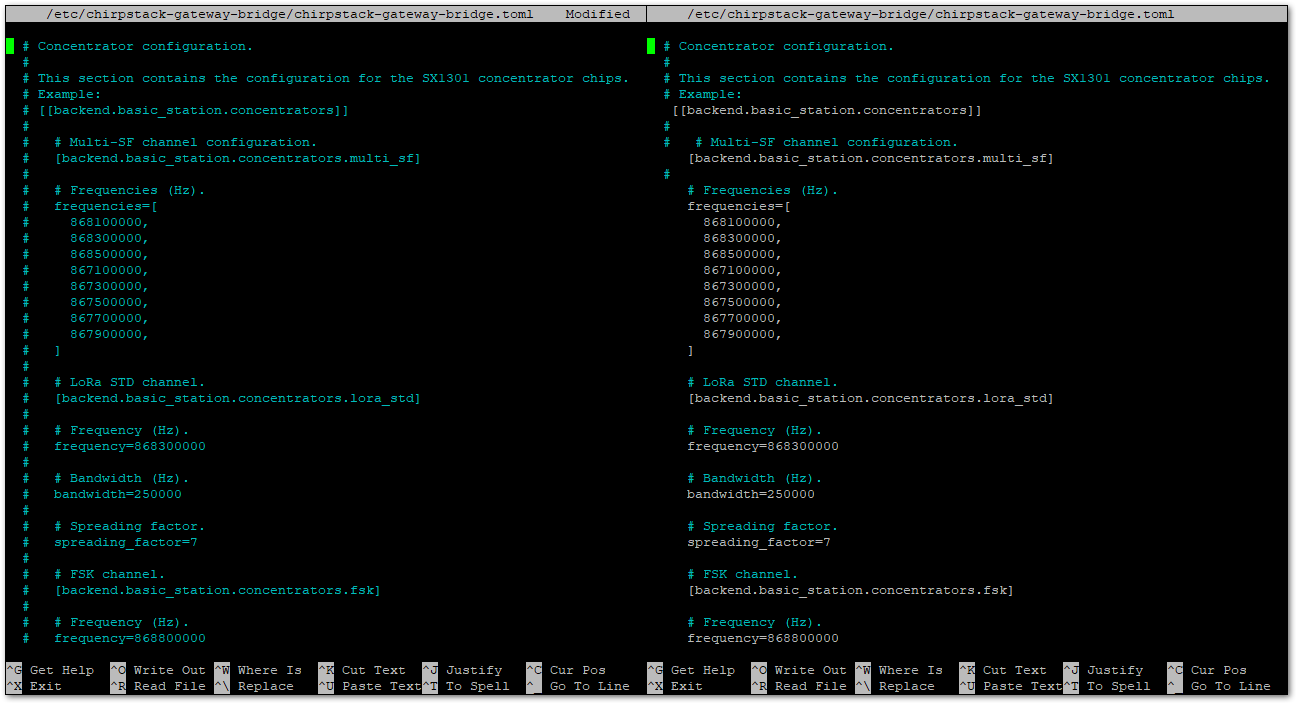 /etc/chirpstack-gateway-bridge/chirpstack-gateway-bridge.toml    Modified
# Concentrator configuration.
#
# This section contains the configuration for the SX1301 concentrator chips.
# Example:
# [[backend.basic_station.concentrators]]
#
#   # Multi-SF channel configuration.
#   [backend.basic_station.concentrators.multi_sf]
#
#   # Frequencies (Hz).
#   frequencies=[
#     868100000,
#     868300000,
#     868500000,
#     867100000,
#     867300000,
#     867500000,
#     867700000,
#     867900000,
#   ]
#
#   # LoRa STD channel.
#   [backend.basic_station.concentrators.lora_std]
#
#   # Frequency (Hz).
#   frequency=868300000
#
#   # Bandwidth (Hz).
#   bandwidth=250000
#
#   # Spreading factor.
#   spreading_factor=7
#
#   # FSK channel.
#   [backend.basic_station.concentrators.fsk]
#
#   # Frequency (Hz).
#   frequency=868800000
^G Get Help  ^O Write Out ^W Where Is  ^K Cut Text  ^J Justify   ^C Cur Pos
^X Exit      ^R Read File ^\ Replace   ^U Paste Text^T To Spell  ^_ Go To Line
/etc/chirpstack-gateway-bridge/chirpstack-gateway-bridge.toml
# Concentrator configuration.
#
# This section contains the configuration for the SX1301 concentrator chips.
# Example:
[[backend.basic_station.concentrators]]
#
#   # Multi-SF channel configuration.
[backend.basic_station.concentrators.multi_sf]
#
# Frequencies (Hz).
frequencies=[
868100000,
868300000,
868500000,
867100000,
867300000,
867500000,
867700000,
867900000,
]
# LoRa STD channel.
[backend.basic_station.concentrators.lora_std]
# Frequency (Hz).
frequency=868300000
# Bandwidth (Hz).
bandwidth=250000
# Spreading factor.
spreading_factor=7
# FSK channel.
[backend.basic_station.concentrators.fsk]
# Frequency (Hz).
frequency=868800000
^G Get Help  ^O Write Out ^W Where Is  ^K Cut Text  ^J Justify   ^C Cur Pos
^X Exit      ^R Read File ^\ Replace   ^U Paste Text^T To Spell  ^_ Go To Line